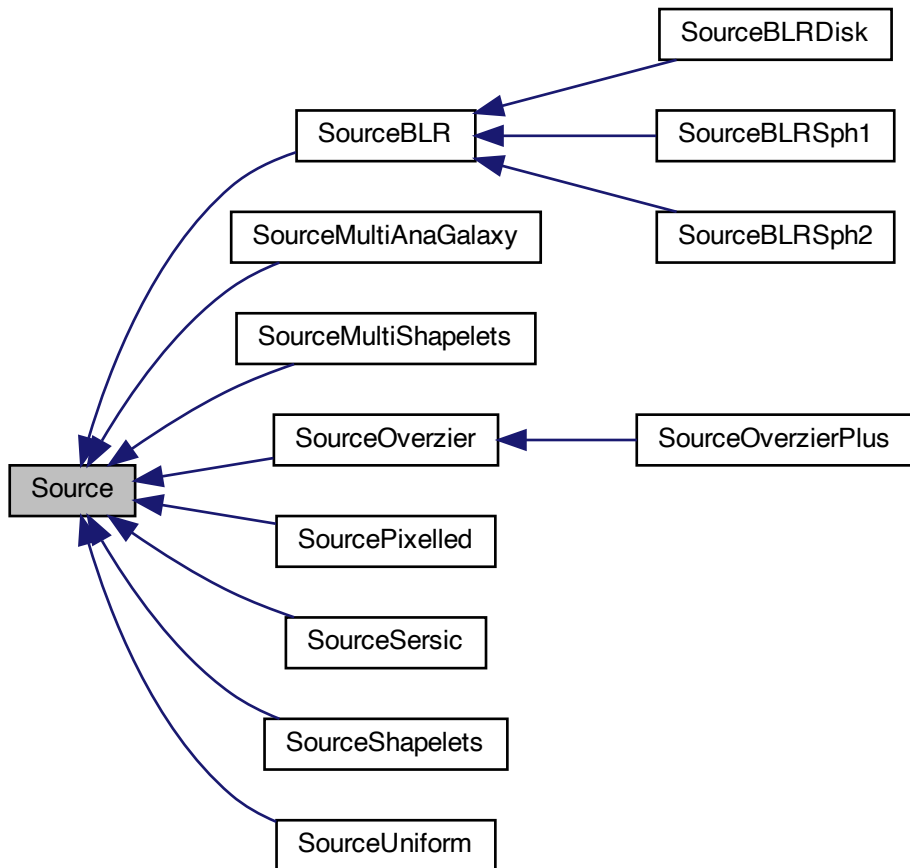 SourceBLRDisk
SourceBLR
SourceBLRSph1
SourceMultiAnaGalaxy
SourceBLRSph2
SourceMultiShapelets
SourceOverzier
SourceOverzierPlus
Source
SourcePixelled
SourceSersic
SourceShapelets
SourceUniform